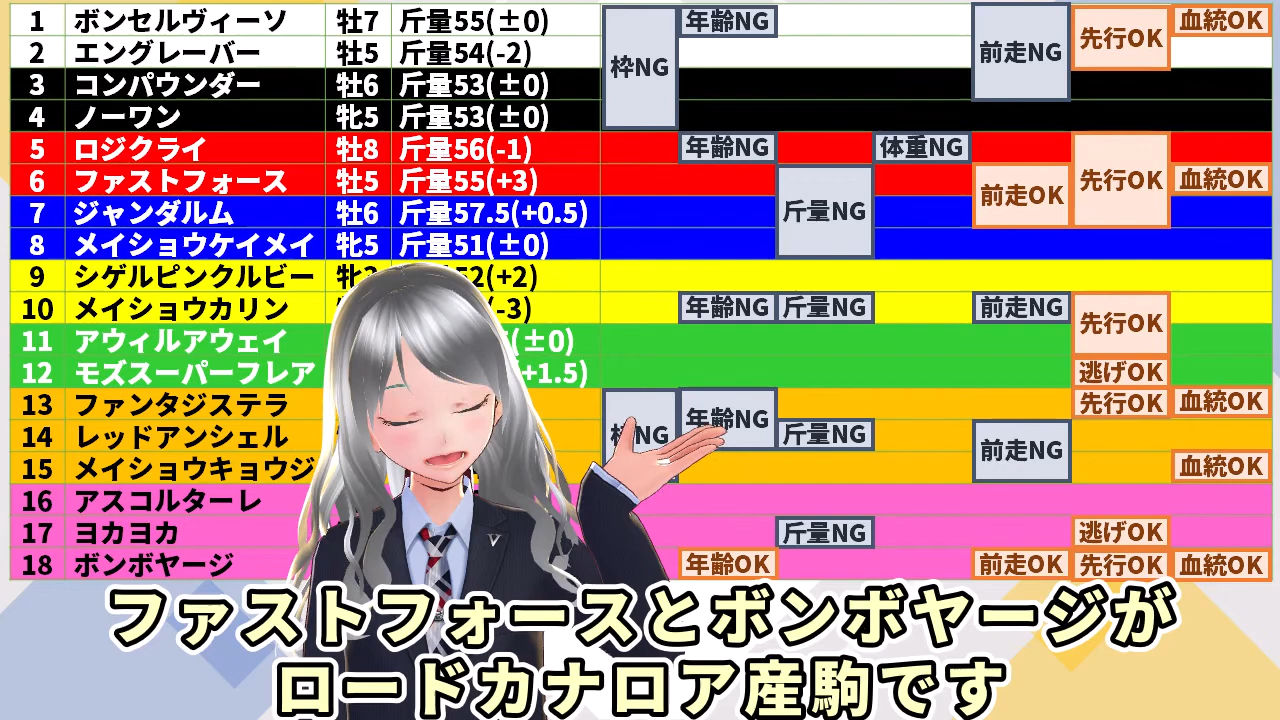 1 ボンセルヴィーソ 牡7 斤量55(±0) 年齢NG 血統OK
2 エングレーバー 牡5 斤量54(-2) 枠NG 前走NG 先行OK
3 コンパウンダー 牡6 斤量53(±0)
4 ノーワン 牝5 斤量53(±0)
5 ロジクライ 牡8 斤量56(-1) 年齢NG 体重NG
6 ファストフォース 牡5 斤量55(+3) 前走OK 先行OK 血統OK
7 ジャンダルム 牡6 斤量57.5(+0.5) 斤量NG
8 メイショウケイメイ 牝5 斤量51(±0)
9 シゲルピンクルビー 牝 2(+2)
10 メイショウカリン (-3) 年齢NG 斤量NG 前走NG 先行OK
11 アウィルアウェイ (±0)
12 モズスーパーフレア +1.5) 逃げOK
13 ファンタジステラ 年齢NG 先行OK 血統OK
14 レッドアンシェル 枠NG 斤量NG 前走NG
15 メイショウキョウジ 血統OK
16 アスコルターレ
17 ヨカヨカ 斤量NG 逃げOK
18 ボンボヤージ 年齢OK 前走OK 先行OK 血統OK
ファストフォースとボンボヤージが
ロードカナロア産駒です